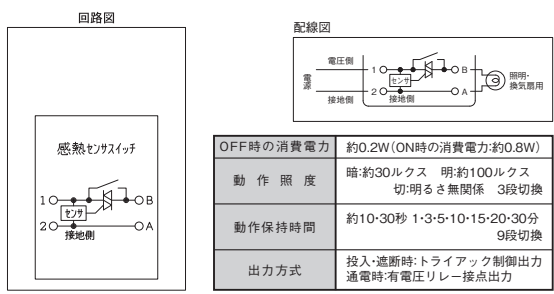 回路図
感熱センサスイッチ
1
B
センサ
2
A
接地側
配線図
電圧側
電源
1
B
センサ
照明・
換気扇用
2
A
接地側
接地側
OFF時の消費電力 約0.2W(ON時の消費電力:約0.8W)
動作照度 暗:約30ルクス 明:約100ルクス
切:明るさ無関係 3段切換
動作保持時間 約10・30秒 1・3・5・10・15・20・30分
9段切換
出力方式 投入・遮断時:トライアック制御出力
通電時:有電圧リレー接点出力